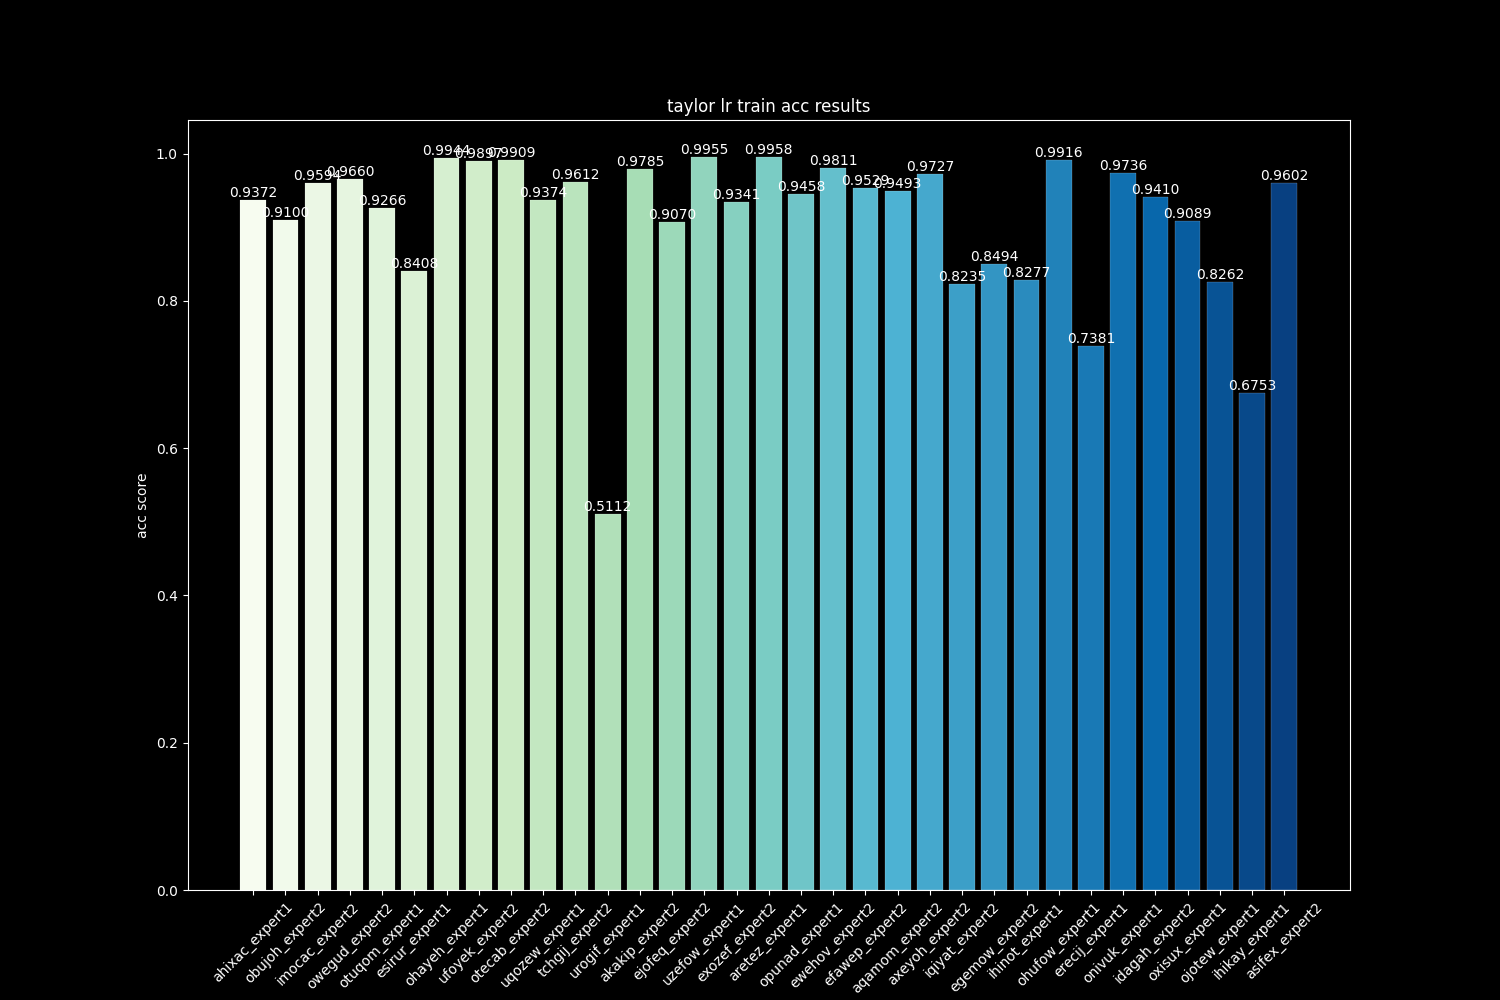 taylor lr train acc results
1.0
0.8
0.6
0.4
0.2
0.0
acc score
0.9372
0.9100
0.9594
0.9660
0.9266
0.8408
0.9944
0.9897
0.9909
0.9374
0.9612
0.5112
0.9785
0.9070
0.9955
0.9341
0.9958
0.9458
0.9811
0.9529
0.9493
0.9727
0.8235
0.8494
0.8277
0.9916
0.7381
0.9736
0.9410
0.9089
0.8262
0.6753
0.9602
ahixac_expert1
obujoh_expert2
imocac_expert2
owegud_expert2
otuqom_expert1
esirur_expert1
ohayeh_expert1
ufoyek_expert2
otecab_expert2
uqozew_expert1
tchgij_expert2
urogif_expert1
akakip_expert2
ejofeq_expert2
uzefow_expert1
exozef_expert2
aretez_expert1
opunad_expert1
ewehov_expert2
efawep_expert2
aqamom_expert2
axeyoh_expert2
iqiyat_expert2
egemow_expert2
ihinot_expert1
ohufow_expert1
erecij_expert1
onivuk_expert1
idagah_expert2
oxisux_expert1
ojotew_expert1
ihikay_expert1
asifex_expert2